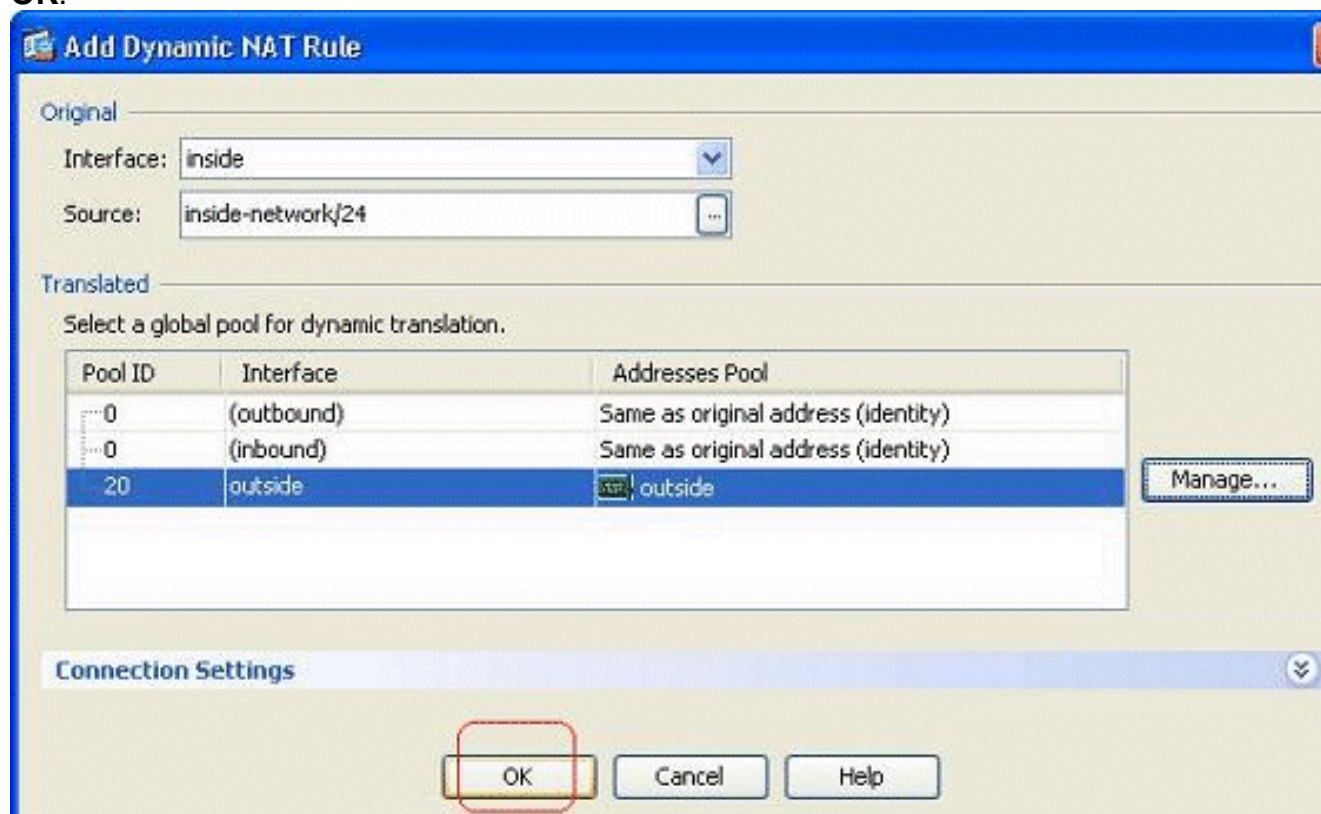 OK.
Add Dynamic NAT Rule
Original
Interface: inside
Source: inside-network/24 ...
Translated
Select a global pool for dynamic translation.
Pool ID Interface Addresses Pool
0 (outbound) Same as original address (identity)
0 (inbound) Same as original address (identity)
20 outside outside
Manage...
Connection Settings
OK Cancel Help